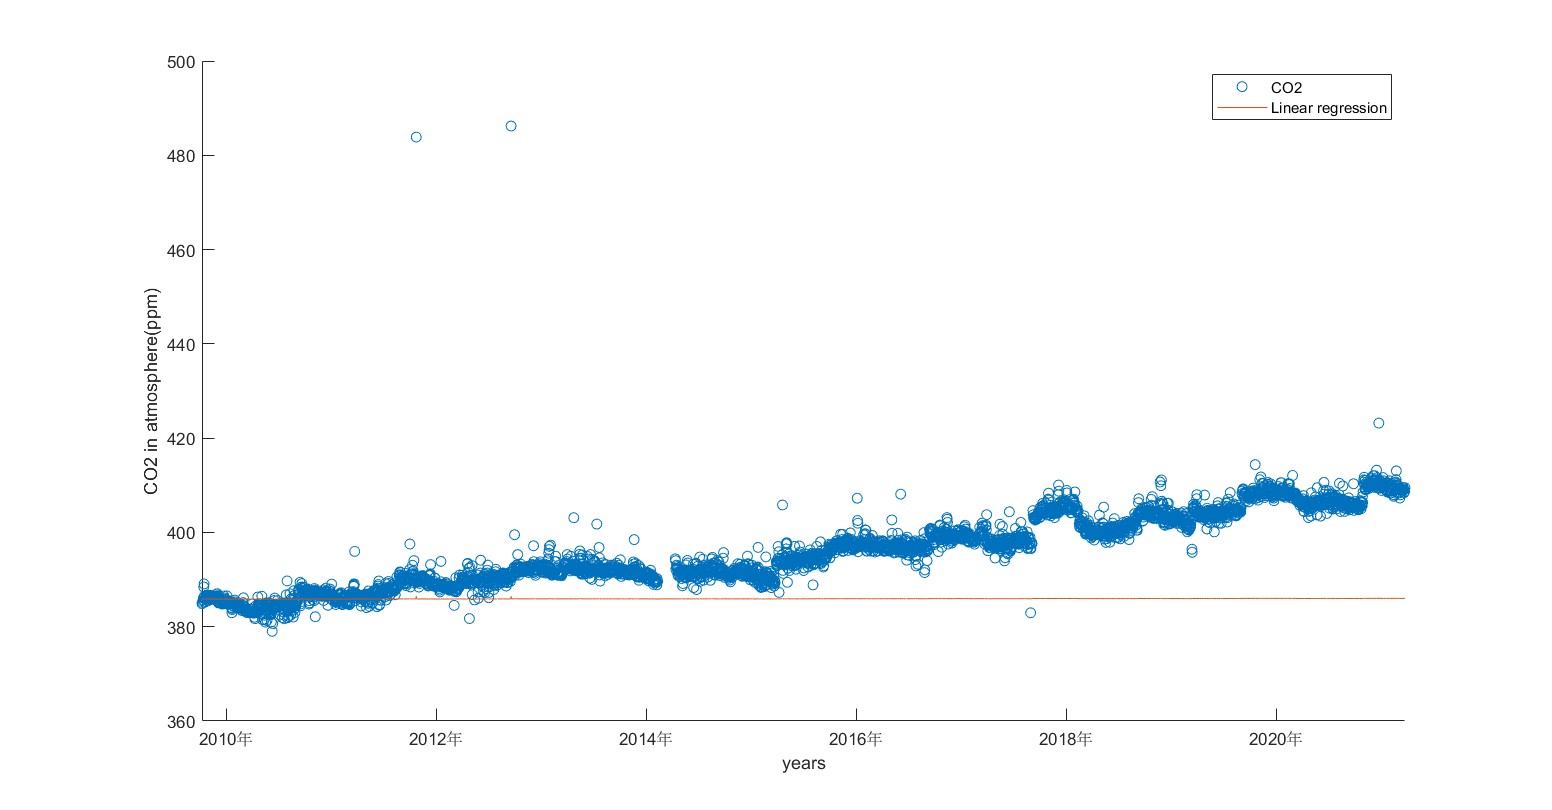 500
480
460
440
420
400
380
360
CO2 in atmosphere(ppm)
CO2
Linear regression
2010年 2012年 2014年 2016年 2018年 2020年
years